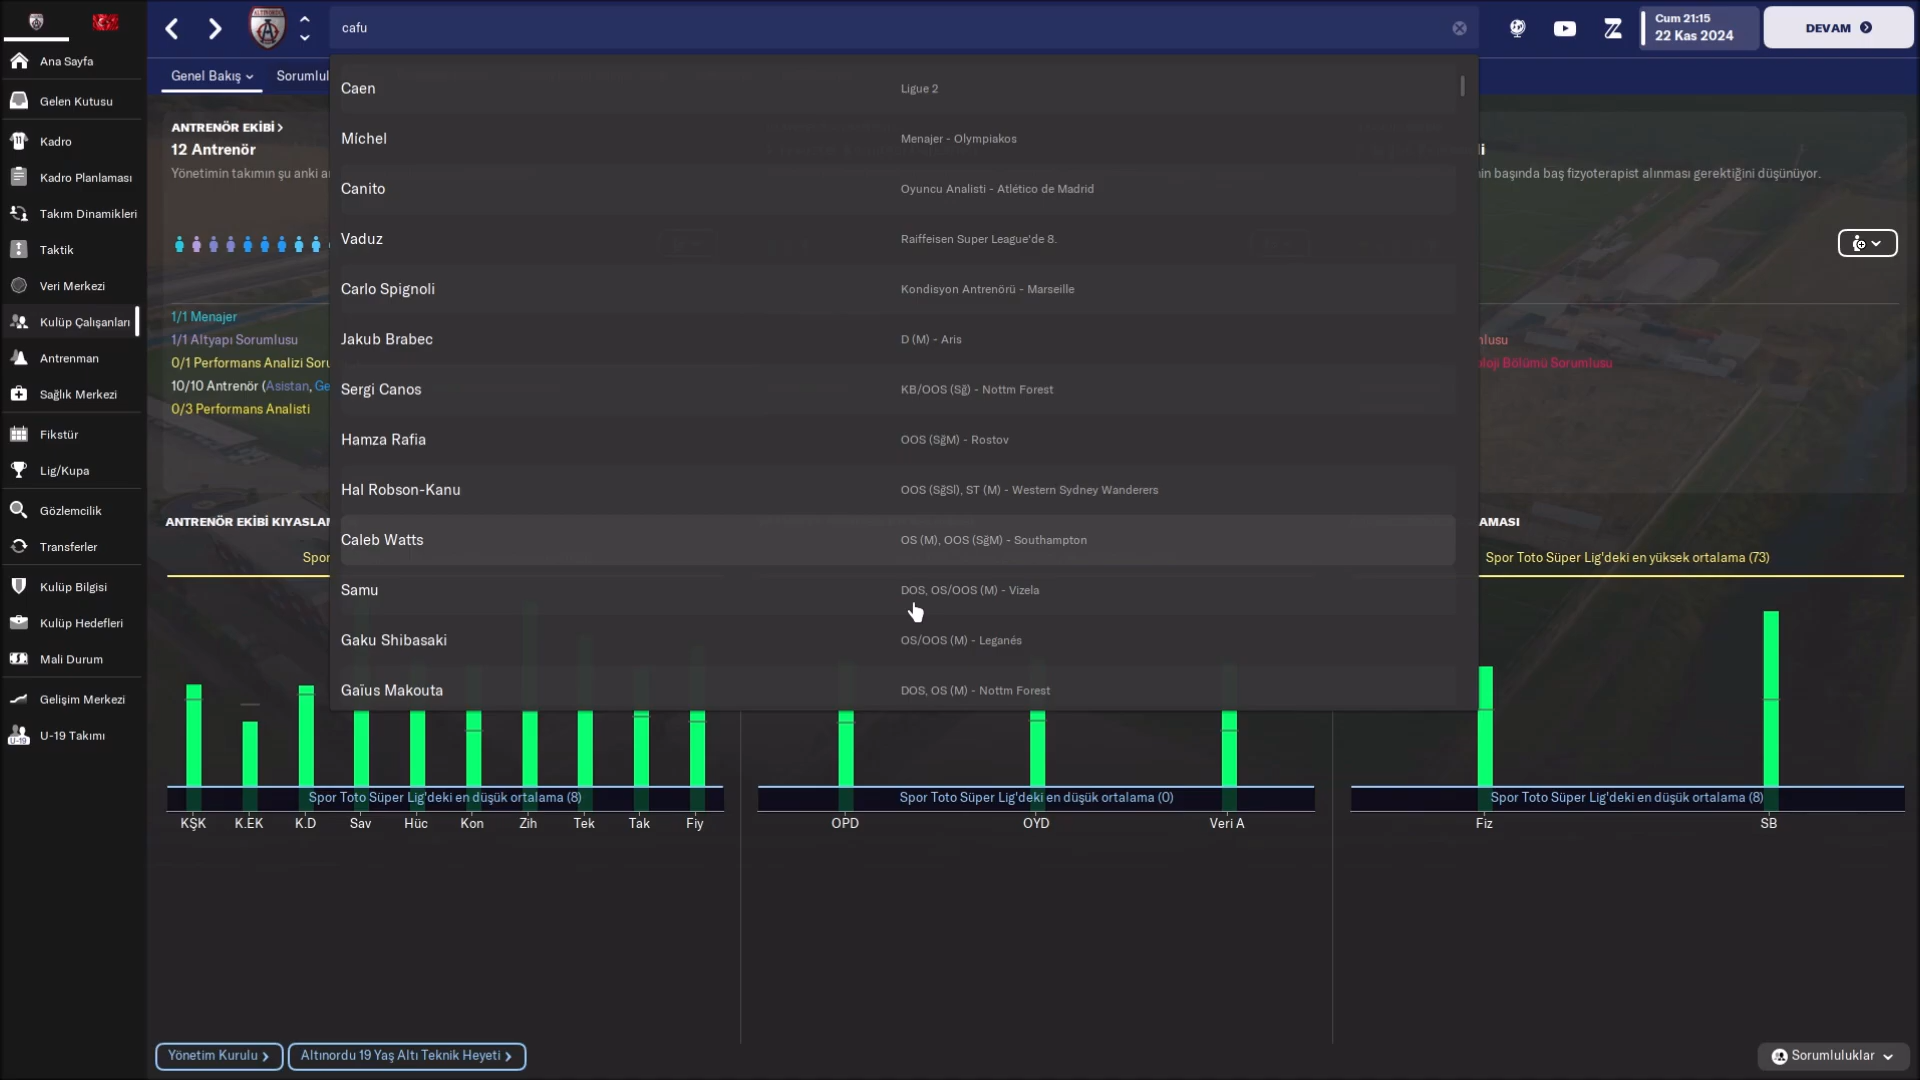 Ana Sayfa
Gelen Kutusu
Kadro
Kadro Planlaması
Takım Dinamikleri
Taktik
Veri Merkezi
Kulüp Çalışanları
Antrenman
Sağlık Merkezi
Fikstür
Lig/Kupa
Gözlemcilik
Transferler
Kulüp Bilgisi
Kulüp Hedefleri
Mali Durum
Gelişim Merkezi
U-19 Takımı
cafu
Cum 21:15
22 Kas 2024
DEVAM
Genel Bakış
Sorumlul
ANTRENÖR EKİBİ
12 Antrenör
Yönetimin takımın şu anki a
1/1 Menajer
1/1 Altyapı Sorumlusu
0/1 Performans Analizi Soru
10/10 Antrenör (Asistan, Ge
0/3 Performans Analisti
Caen Ligue 2
Míchel Menajer - Olympiakos
Canito Oyuncu Analisti - Atlético de Madrid
Vaduz Raiffeisen Super League'de 8.
Carlo Spignoli Kondisyon Antrenörü - Marseille
Jakub Brabec D (M) - Aris
Sergi Canos KB/OOS (Sğ) - Nottm Forest
Hamza Rafia OOS (SğM) - Rostov
Hal Robson-Kanu OOS (SğSl), ST (M) - Western Sydney Wanderers
Caleb Watts OS (M), OOS (SğM) - Southampton
Samu DOS, OS/OOS (M) - Vizela
Gaku Shibasaki OS/OOS (M) - Leganés
Gaïus Makouta DOS, OS (M) - Nottm Forest
li
nin başında baş fizyoterapist alınması gerektiğini düşünüyor.
mlusu
loji Bölümü Sorumlusu
ANTRENÖR EKİBİ KIYASLAN
Spor
AMASI
Spor Toto Süper Lig'deki en yüksek ortalama (73)
Spor Toto Süper Lig'deki en düşük ortalama (8)
KŞK K.EK K.D Sav Hüc Kon Zih Tek Tak Fiy
Spor Toto Süper Lig'deki en düşük ortalama (0)
OPD OYD Veri A
Spor Toto Süper Lig'deki en düşük ortalama (8)
Fiz SB
Yönetim Kurulu
Altınordu 19 Yaş Altı Teknik Heyeti
Sorumluluklar